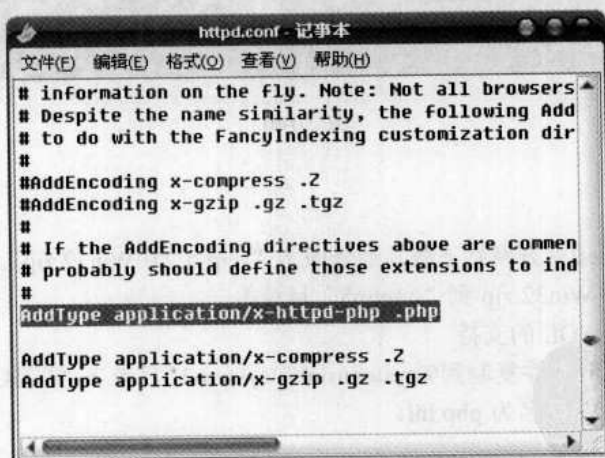 httpd.conf - 记事本
文件(F) 编辑(E) 格式(O) 查看(V) 帮助(H)
# information on the fly. Note: Not all browsers
# Despite the name similarity, the following Add
# to do with the FancyIndexing customization dir
#
#AddEncoding x-compress .Z
#AddEncoding x-gzip .gz .tgz
#
# If the AddEncoding directives above are commen
# probably should define those extensions to ind
#
AddType application/x-httpd-php .php
AddType application/x-compress .Z
AddType application/x-gzip .gz .tgz